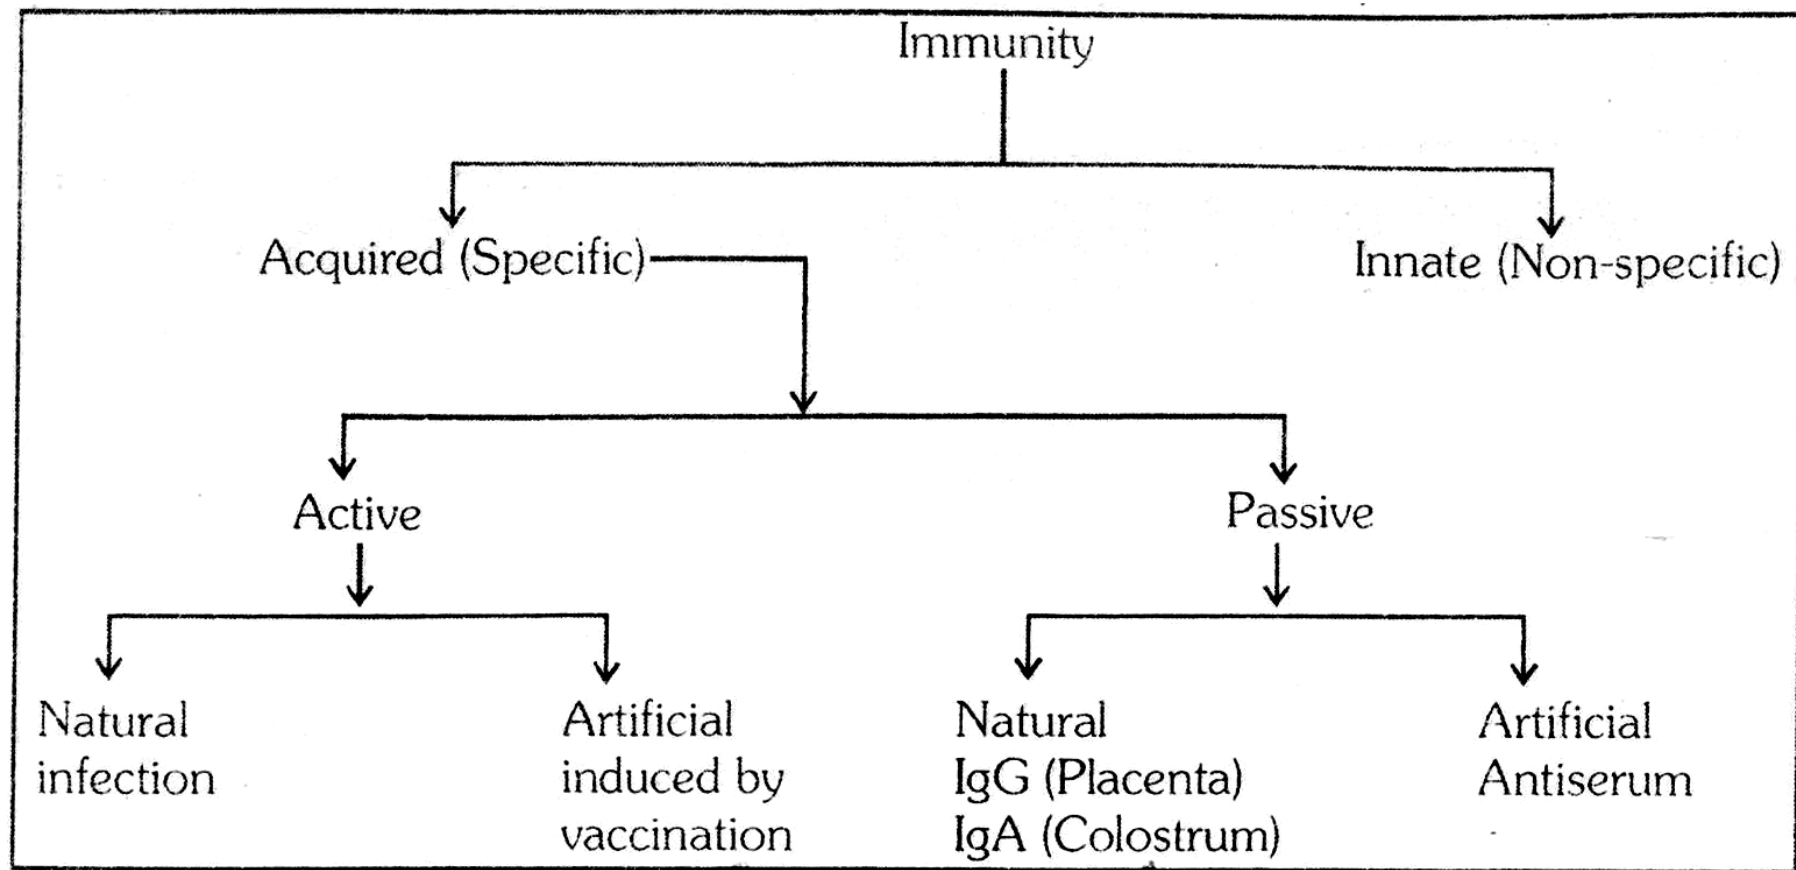 Immunity
Acquired (Specific)
Innate (Non-specific)
Active
Passive
Natural
infection
Artificial
induced by
vaccination
Natural
IgG (Placenta)
IgA (Colostrum)
Artificial
Antiserum